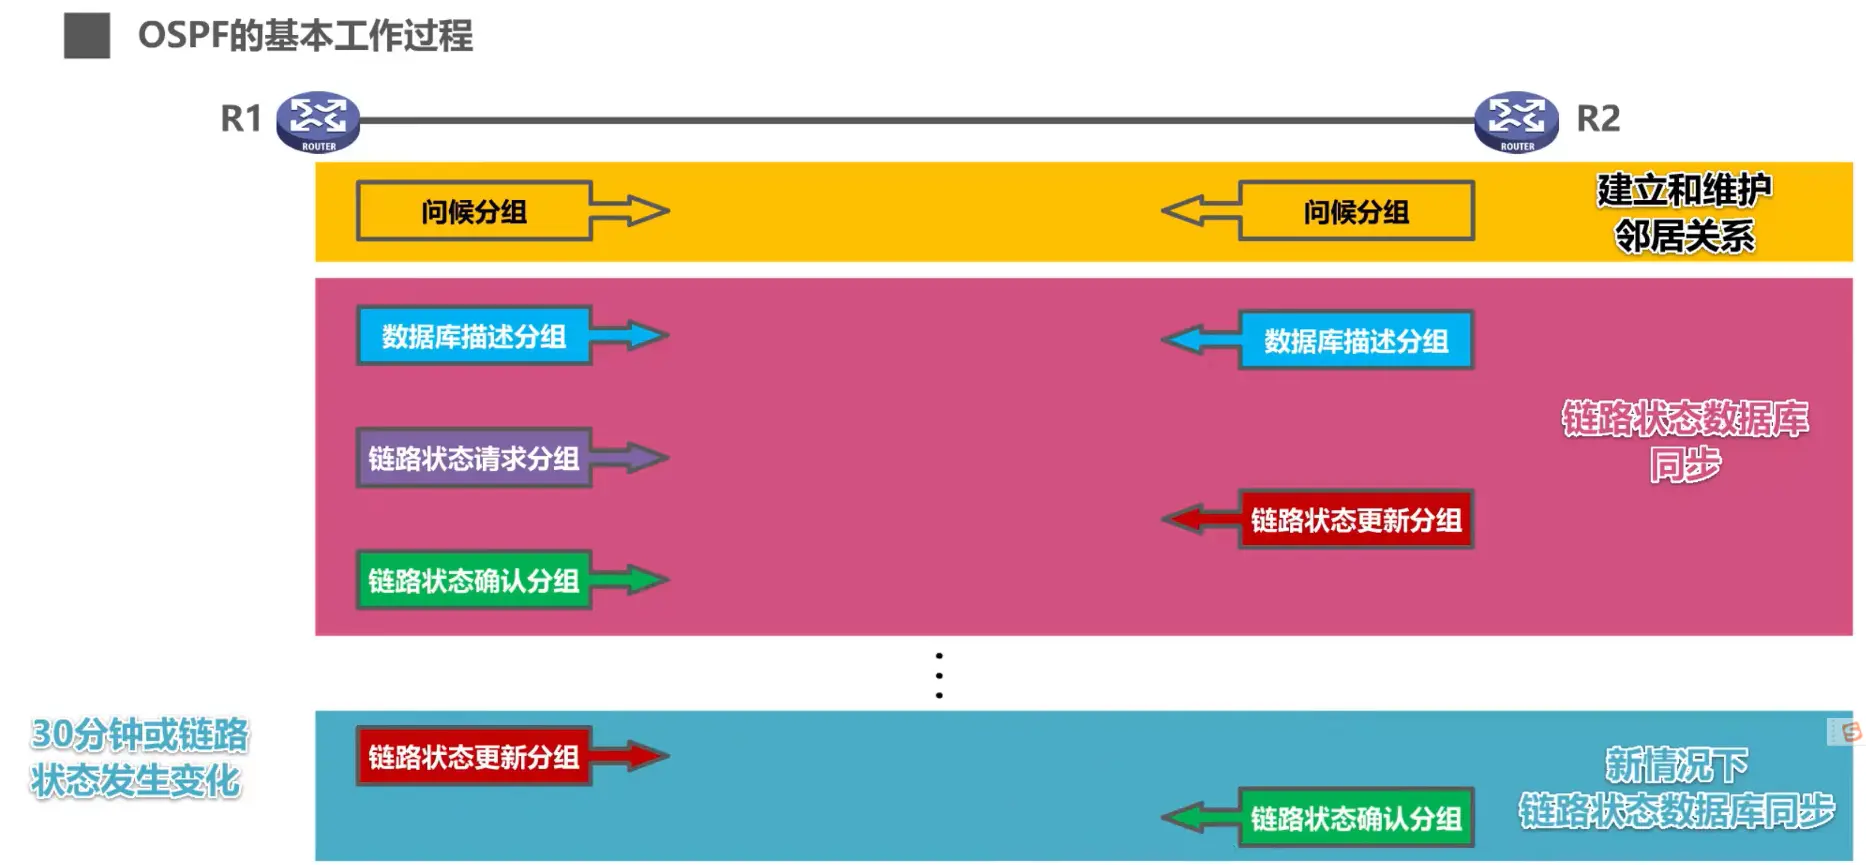 OSPF的基本工作过程
R1
ROUTER
ROUTER
R2
问候分组
问候分组
建立和维护
邻居关系
数据库描述分组
数据库描述分组
链路状态请求分组
链路状态数据库
同步
链路状态更新分组
链路状态确认分组
30分钟或链路
状态发生变化
链路状态更新分组
新情况下
链路状态数据库同步
链路状态确认分组
S